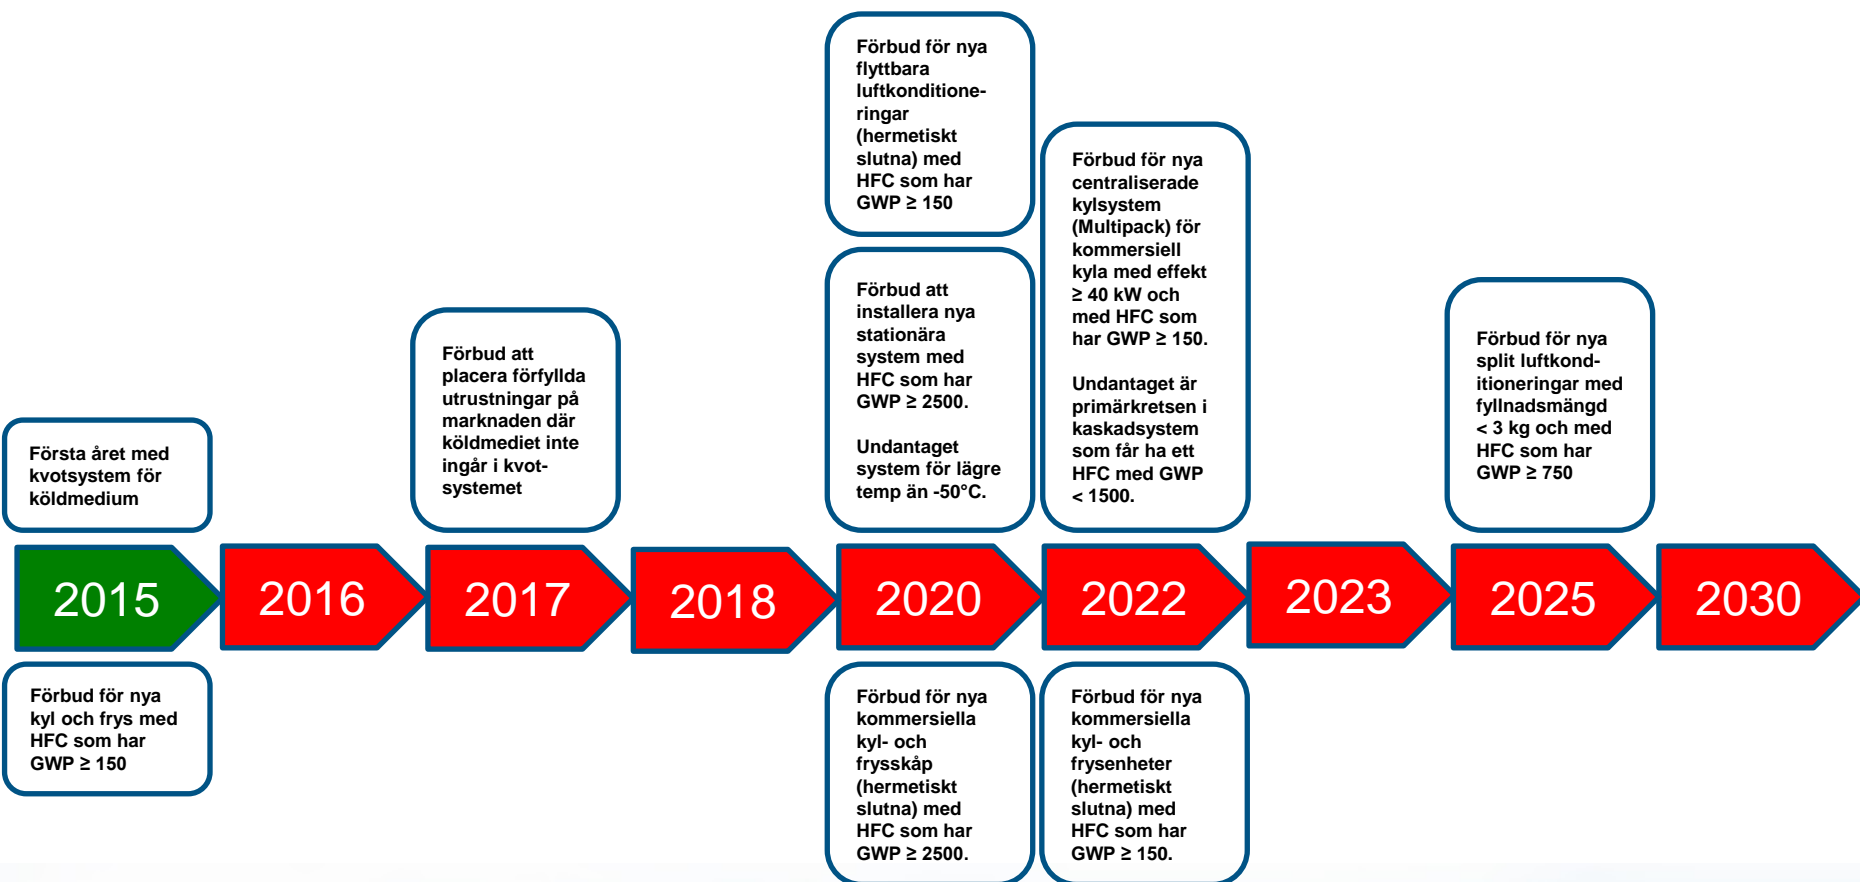 Förbud för nya
flyttbara
luftkonditione-
ringar
(hermetiskt
slutna) med
HFC som har
GWP ≥ 150
Förbud för nya
centraliserade
kylsystem
(Multipack) för
kommersiell
kyla med effekt
≥ 40 kW och
med HFC som
har GWP ≥ 150.
Undantaget är
primärkretsen i
kaskadsystem
som får ha ett
HFC med GWP
< 1500.
Förbud att
installera nya
stationära
system med
HFC som har
GWP ≥ 2500.
Undantaget
system för lägre
temp än -50°C.
Förbud för nya
split luftkond-
itioneringar med
fyllnadsmängd
< 3 kg och med
HFC som har
GWP ≥ 750
Förbud att
placera förfyllda
utrustningar på
marknaden där
köldmediet inte
ingår i kvot-
systemet
Första året med
kvotsystem för
köldmedium
2015
2016
2017
2018
2020
2022
2023
2025
2030
Förbud för nya
kyl och frys med
HFC som har
GWP ≥ 150
Förbud för nya
kommersiella
kyl- och
frysskåp
(hermetiskt
slutna) med
HFC som har
GWP ≥ 2500.
Förbud för nya
kommersiella
kyl- och
frysenheter
(hermetiskt
slutna) med
HFC som har
GWP ≥ 150.